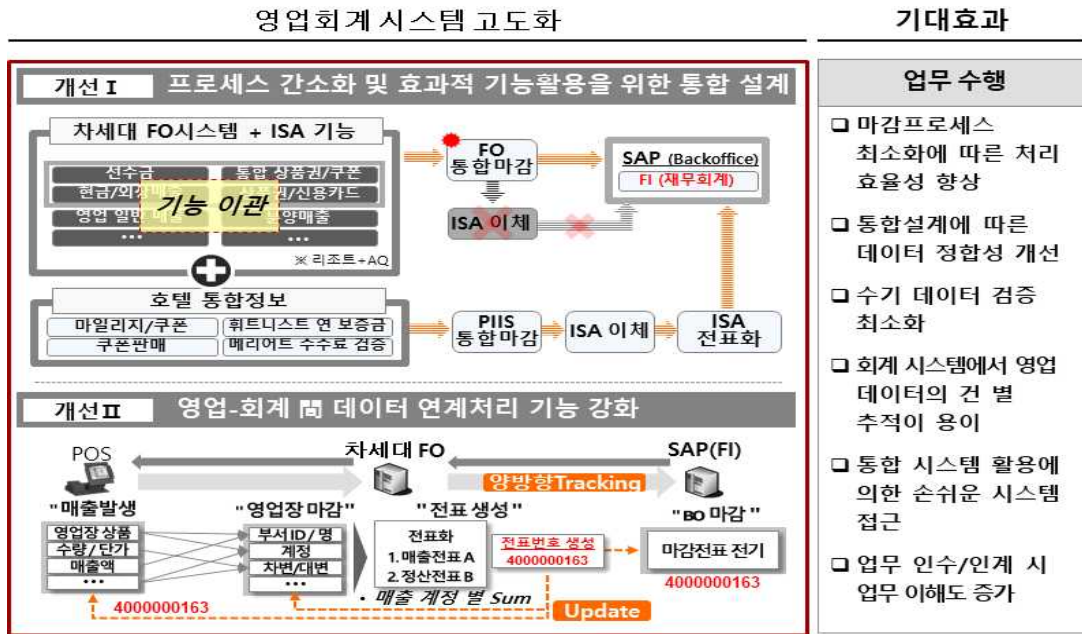 영업회계 시스템 고도화
기대효과
개선 I
프로세스 간소화 및 효과적 기능활용을 위한 통합 설계
차세대 FO시스템 + ISA 기능
선수금
통합 상품권/쿠폰
현금/외상매출
상품권/신용카드
기능 이관
영업 일반 매출
분양매출
...
...
※ 리조트+AQ
FO
통합마감
ISA 이체
SAP (Backoffice)
FI (재무회계)
호텔 통합정보
마일리지/쿠폰
휘트니스트 연 보증금
쿠폰판매
메리어트 수수료 검증
PIIS
통합마감
ISA 이체
ISA
전표화
개선 II
영업-회계 間 데이터 연계처리 기능 강화
POS
차세대 FO
SAP(FI)
양방향Tracking
"매출발생
"영업장 마감"
"전표 생성"
"BO 마감 "
영업장 상품
수량/단가
매출액
...
부서ID/명
계정
차변/대변
...
전표화
1.매출전표A
2.정산전표B
• 매출 계정 별 Sum
전표번호 생성
4000000163
마감전표 전기
4000000163
4000000163
Update
업무 수행
❑ 마감프로세스
최소화에 따른 처리
효율성 향상
❑ 통합설계에 따른
데이터 정합성 개선
❑ 수기 데이터 검증
최소화
❑ 회계 시스템에서 영업
데이터의 건 별
추적이 용이
❑ 통합 시스템 활용에
의한 손쉬운 시스템
접근
❑ 업무 인수/인계 시
업무 이해도 증가